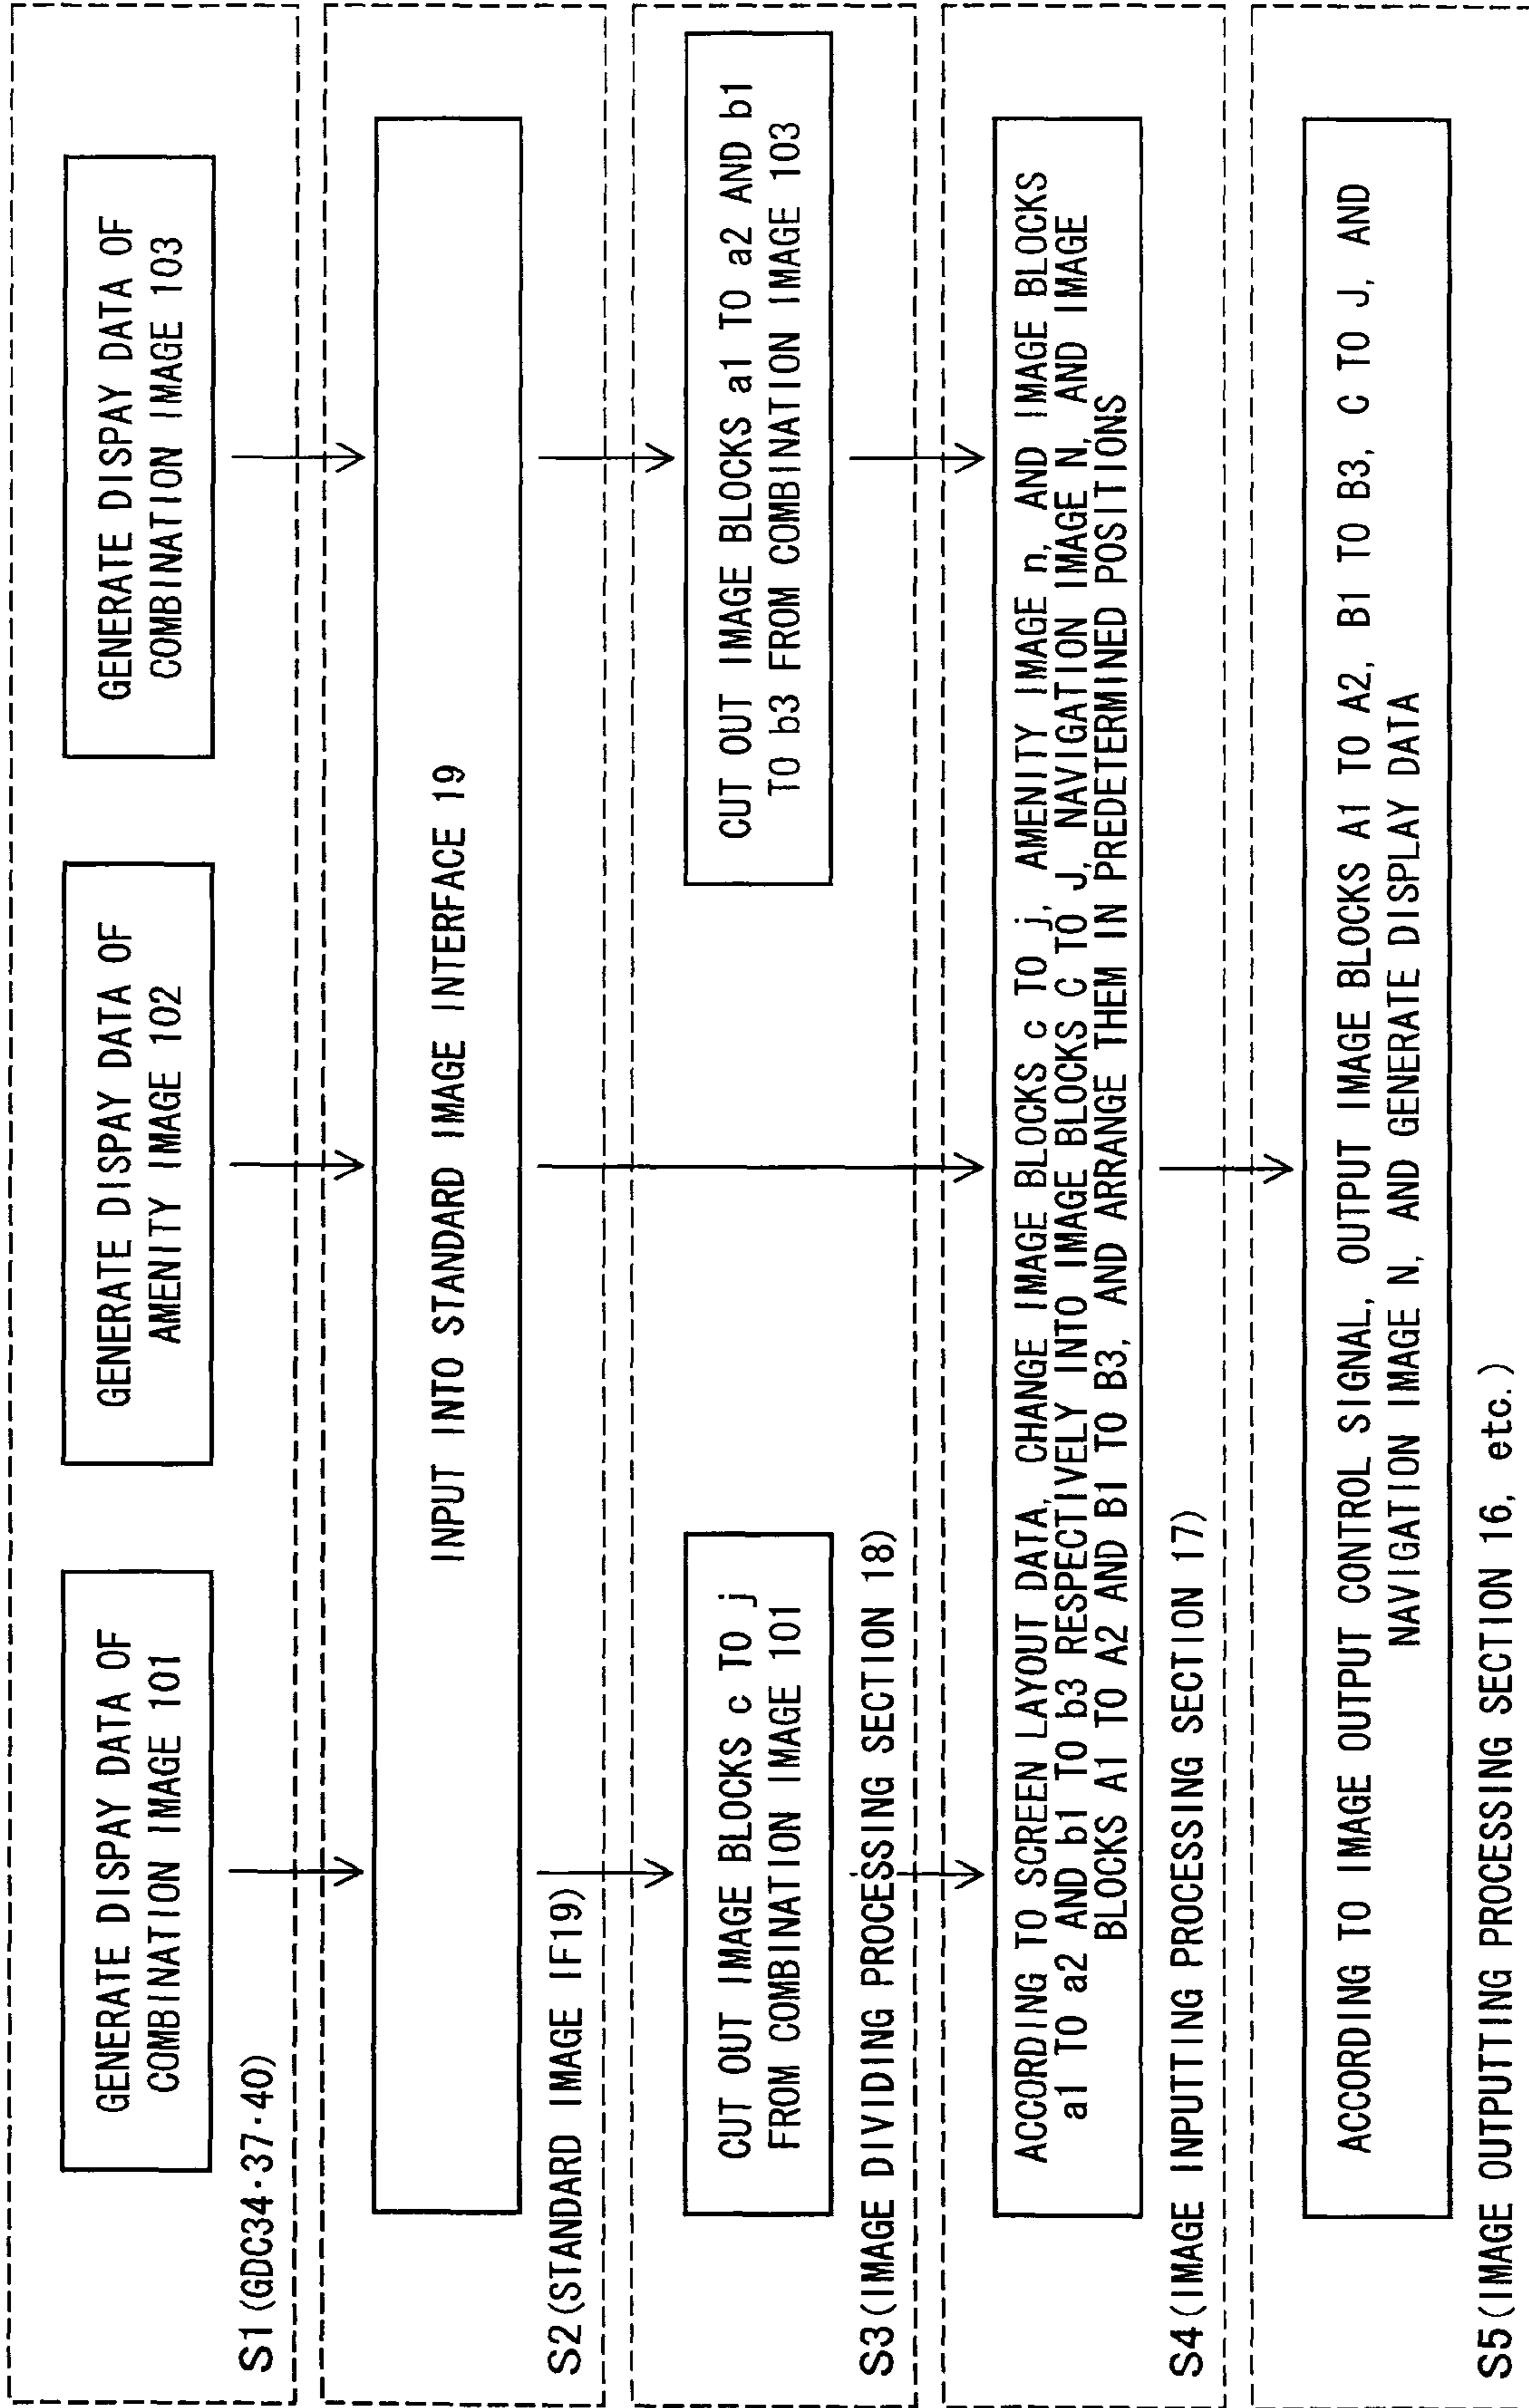 GENERATE DISPAY DATA OF
COMBINATION IMAGE 101
GENERATE DISPAY DATA OF
AMENITY IMAGE 102
GENERATE DISPAY DATA OF
COMBINATION IMAGE 103
S1(GDC34·37·40)
INPUT INTO STANDARD IMAGE INTERFACE 19
S2(STANDARD IMAGE IF19)
CUT OUT IMAGE BLOCKS c TO j
FROM COMBINATION IMAGE 101
CUT OUT IMAGE BLOCKS a1 TO a2 AND b1
TO b3 FROM COMBINATION IMAGE 103
S3(IMAGE DIVIDING PROCESSING SECTION 18)
ACCORDING TO SCREEN LAYOUT DATA, CHANGE IMAGE BLOCKS c TO j, AMENITY IMAGE n, AND IMAGE BLOCKS
a1 TO a2 AND b1 TO b3 RESPECTIVELY INTO IMAGE BLOCKS C TO J, NAVIGATION IMAGE N, AND IMAGE
BLOCKS A1 TO A2 AND B1 TO B3, AND ARRANGE THEM IN PREDETERMINED POSITIONS
S4(IMAGE INPUTTING PROCESSING SECTION 17)
ACCORDING TO IMAGE OUTPUT CONTROL SIGNAL, OUTPUT IMAGE BLOCKS A1 TO A2, B1 TO B3, C TO J, AND
NAVIGATION IMAGE N, AND GENERATE DISPLAY DATA
S5(IMAGE OUTPUTTING PROCESSING SECTION 16, etc.)